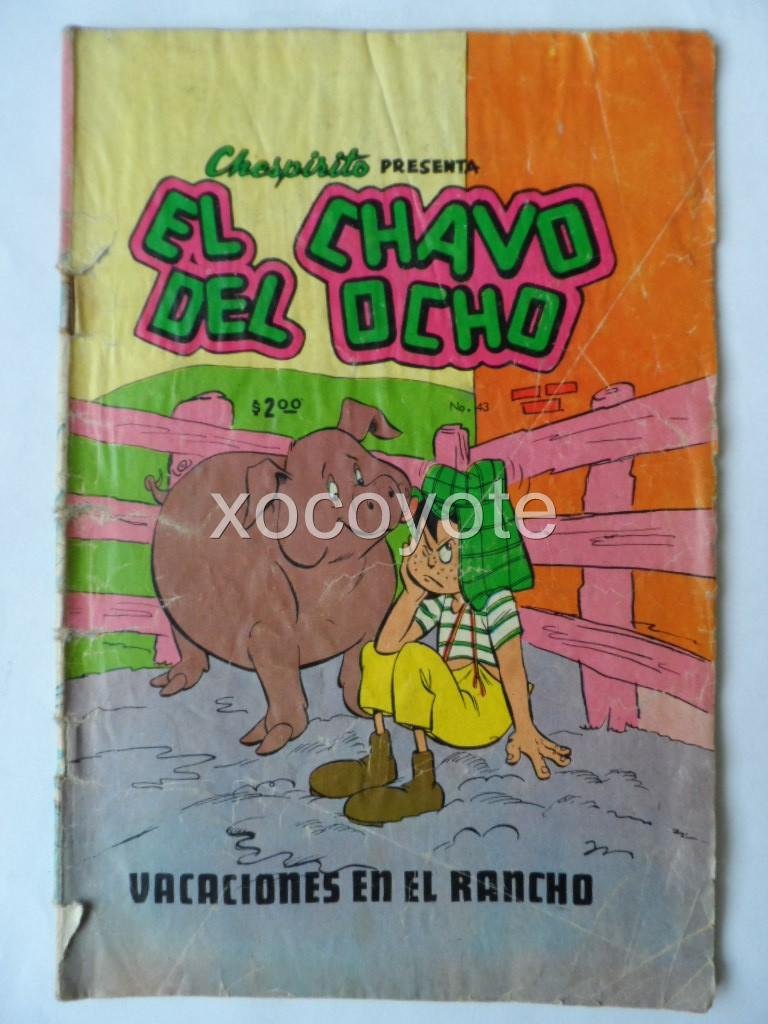 Chespirito PRESENTA
EL CHAVO
DEL OCHO
$2.00
No. 43
xocoyote
VACACIONES EN EL RANCHO